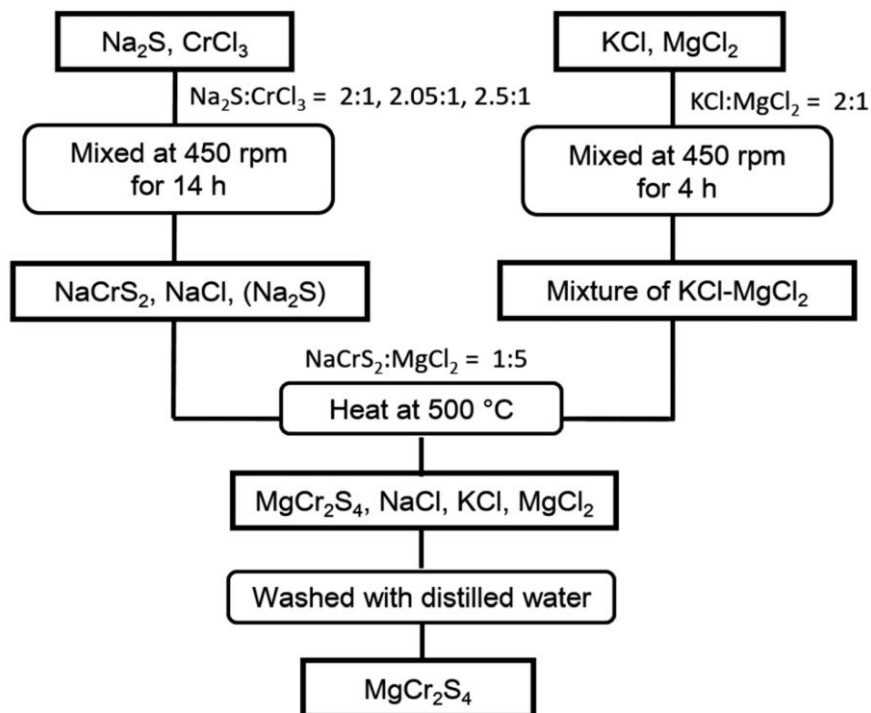 Na₂S, CrCl₃
KCl, MgCl₂
Na₂S:CrCl₃ = 2:1, 2.05:1, 2.5:1
KCl:MgCl₂ = 2:1
Mixed at 450 rpm
for 14 h
Mixed at 450 rpm
for 4 h
NaCrS₂, NaCl, (Na₂S)
Mixture of KCl-MgCl₂
NaCrS₂:MgCl₂ = 1:5
Heat at 500 °C
MgCr₂S₄, NaCl, KCl, MgCl₂
Washed with distilled water
MgCr₂S₄